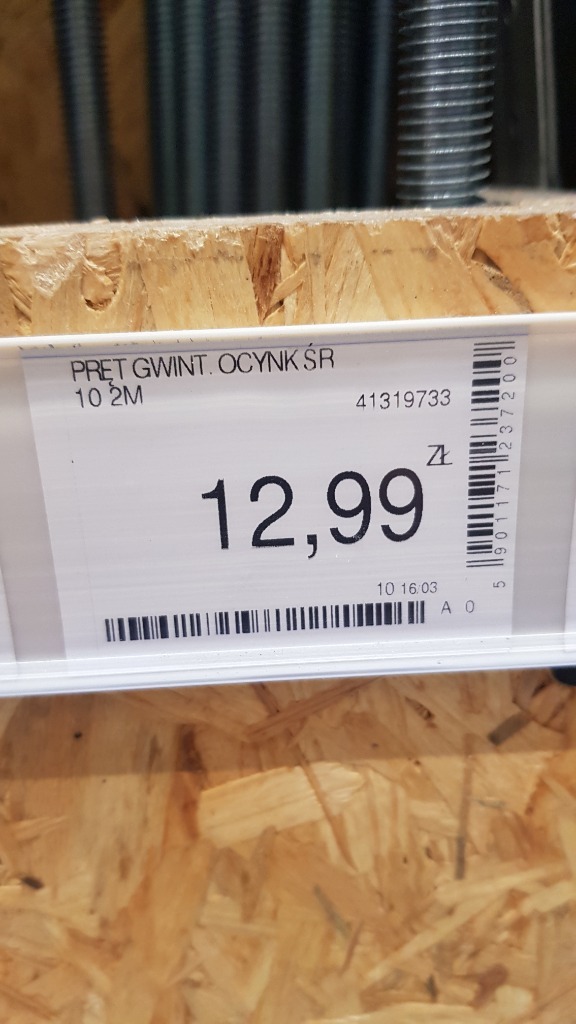 PRĘT GWINT. OCYNK ŚR
10 2M
41319733
ZŁ
12,99
10 16.03
A 0
5 901171 237200